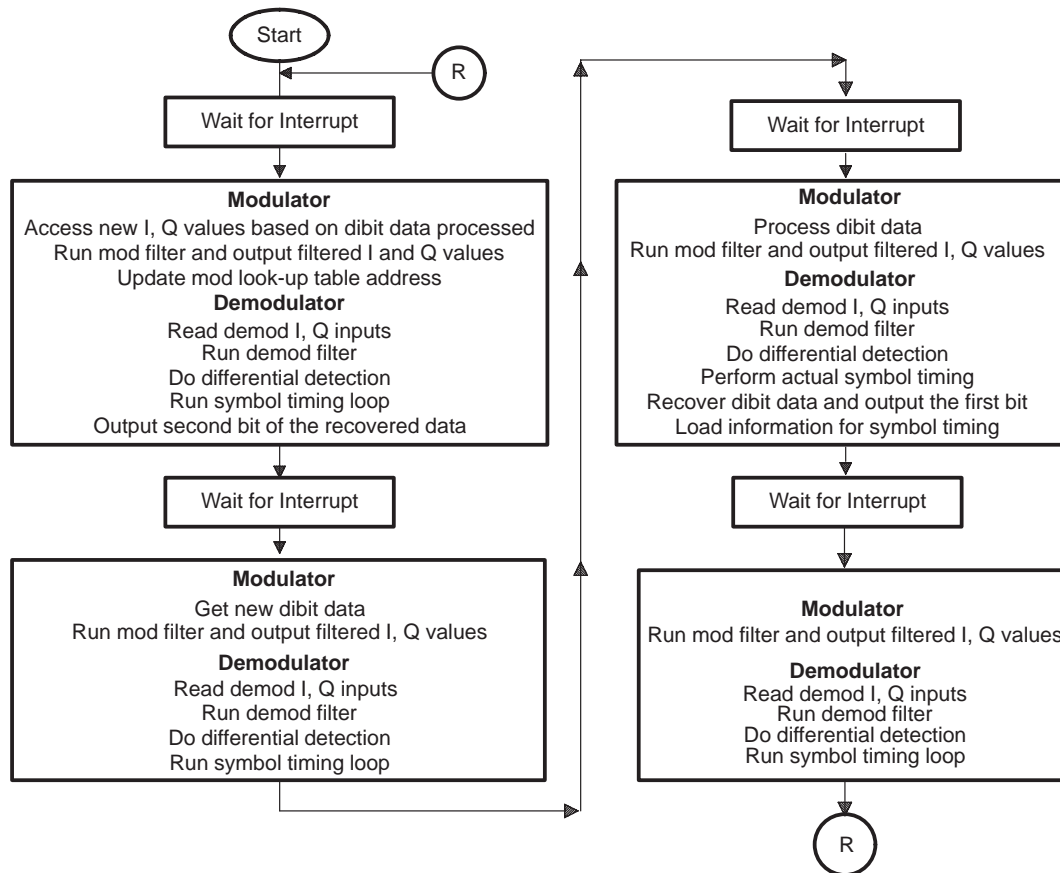 Start
R
Wait for Interrupt
Modulator
Access new I, Q values based on dibit data processed
Run mod filter and output filtered I and Q values
Update mod look-up table address
Demodulator
Read demod I, Q inputs
Run demod filter
Do differential detection
Run symbol timing loop
Output second bit of the recovered data
Wait for Interrupt
Modulator
Get new dibit data
Run mod filter and output filtered I, Q values
Demodulator
Read demod I, Q inputs
Run demod filter
Do differential detection
Run symbol timing loop
Wait for Interrupt
Modulator
Process dibit data
Run mod filter and output filtered I, Q values
Demodulator
Read demod I, Q inputs
Run demod filter
Do differential detection
Perform actual symbol timing
Recover dibit data and output the first bit
Load information for symbol timing
Wait for Interrupt
Modulator
Run mod filter and output filtered I, Q values
Demodulator
Read demod I, Q inputs
Run demod filter
Do differential detection
Run symbol timing loop
R